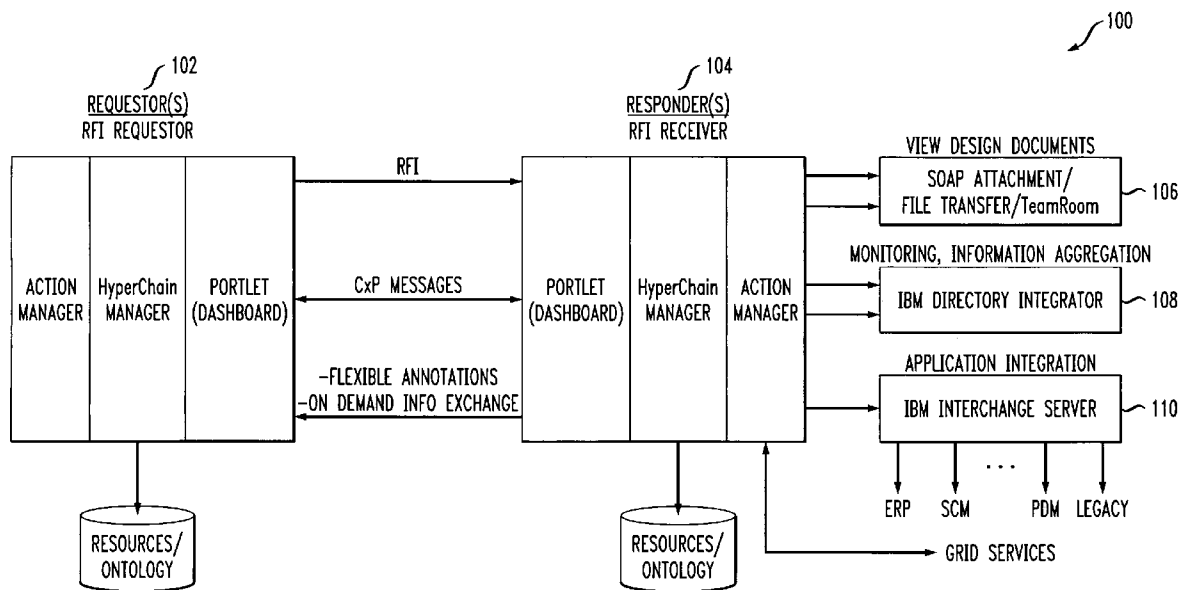 100
102
REQUESTOR(S)
RFI REQUESTOR
104
RESPONDER(S)
RFI RECEIVER
ACTION
MANAGER
HyperChain
MANAGER
PORTLET
(DASHBOARD)
RFI
CxP MESSAGES
-FLEXIBLE ANNOTATIONS
-ON DEMAND INFO EXCHANGE
PORTLET
(DASHBOARD)
HyperChain
MANAGER
ACTION
MANAGER
VIEW DESIGN DOCUMENTS
SOAP ATTACHMENT/
FILE TRANSFER/TeamRoom
106
MONITORING, INFORMATION AGGREGATION
IBM DIRECTORY INTEGRATOR
108
APPLICATION INTEGRATION
IBM INTERCHANGE SERVER
110
ERP SCM ... PDM LEGACY
GRID SERVICES
RESOURCES/
ONTOLOGY
RESOURCES/
ONTOLOGY